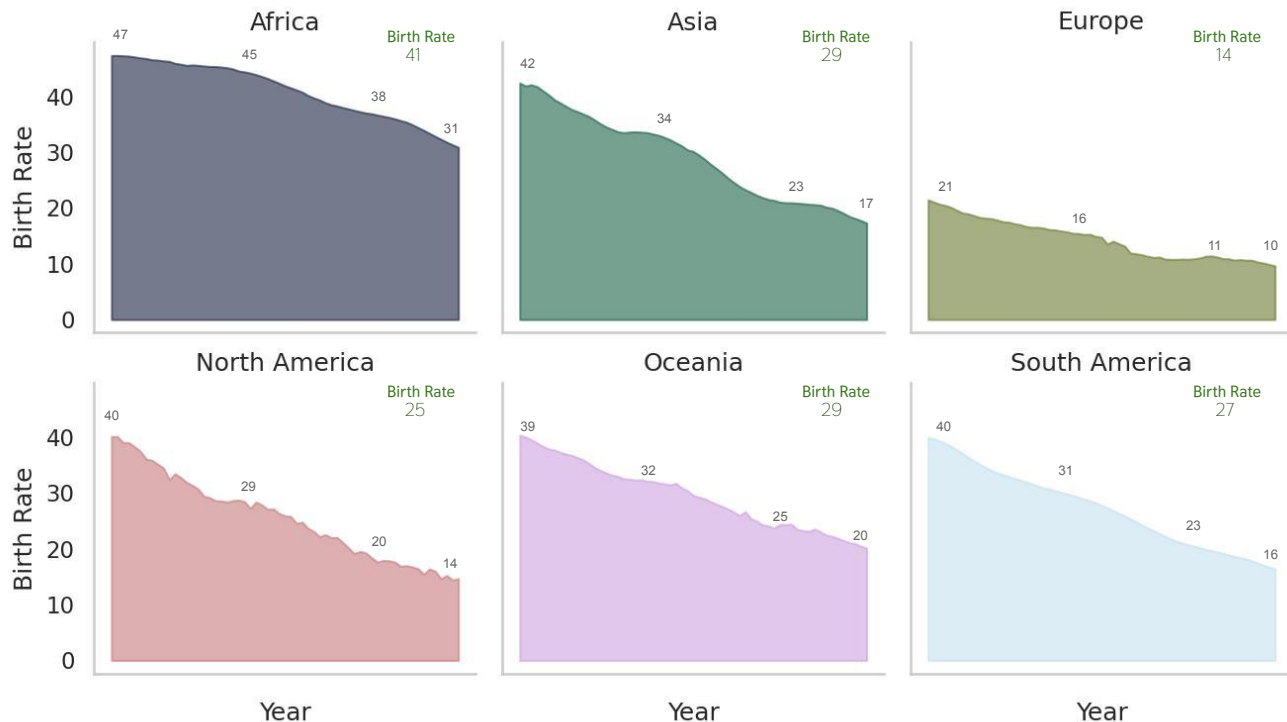 Africa
Birth Rate
41
47
45
38
31
40
30
20
10
0
Birth Rate
Asia
Birth Rate
29
42
34
23
17
Europe
Birth Rate
14
21
16
11
10
North America
Birth Rate
25
40
29
20
14
40
30
20
10
0
Birth Rate
Year
Oceania
Birth Rate
29
39
32
25
20
Year
South America
Birth Rate
27
40
31
23
16
Year